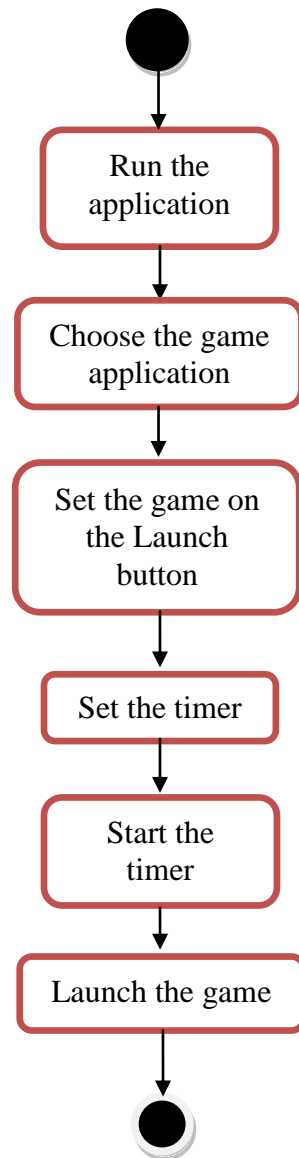 Run the
application
Choose the game
application
Set the game on
the Launch
button
Set the timer
Start the
timer
Launch the game